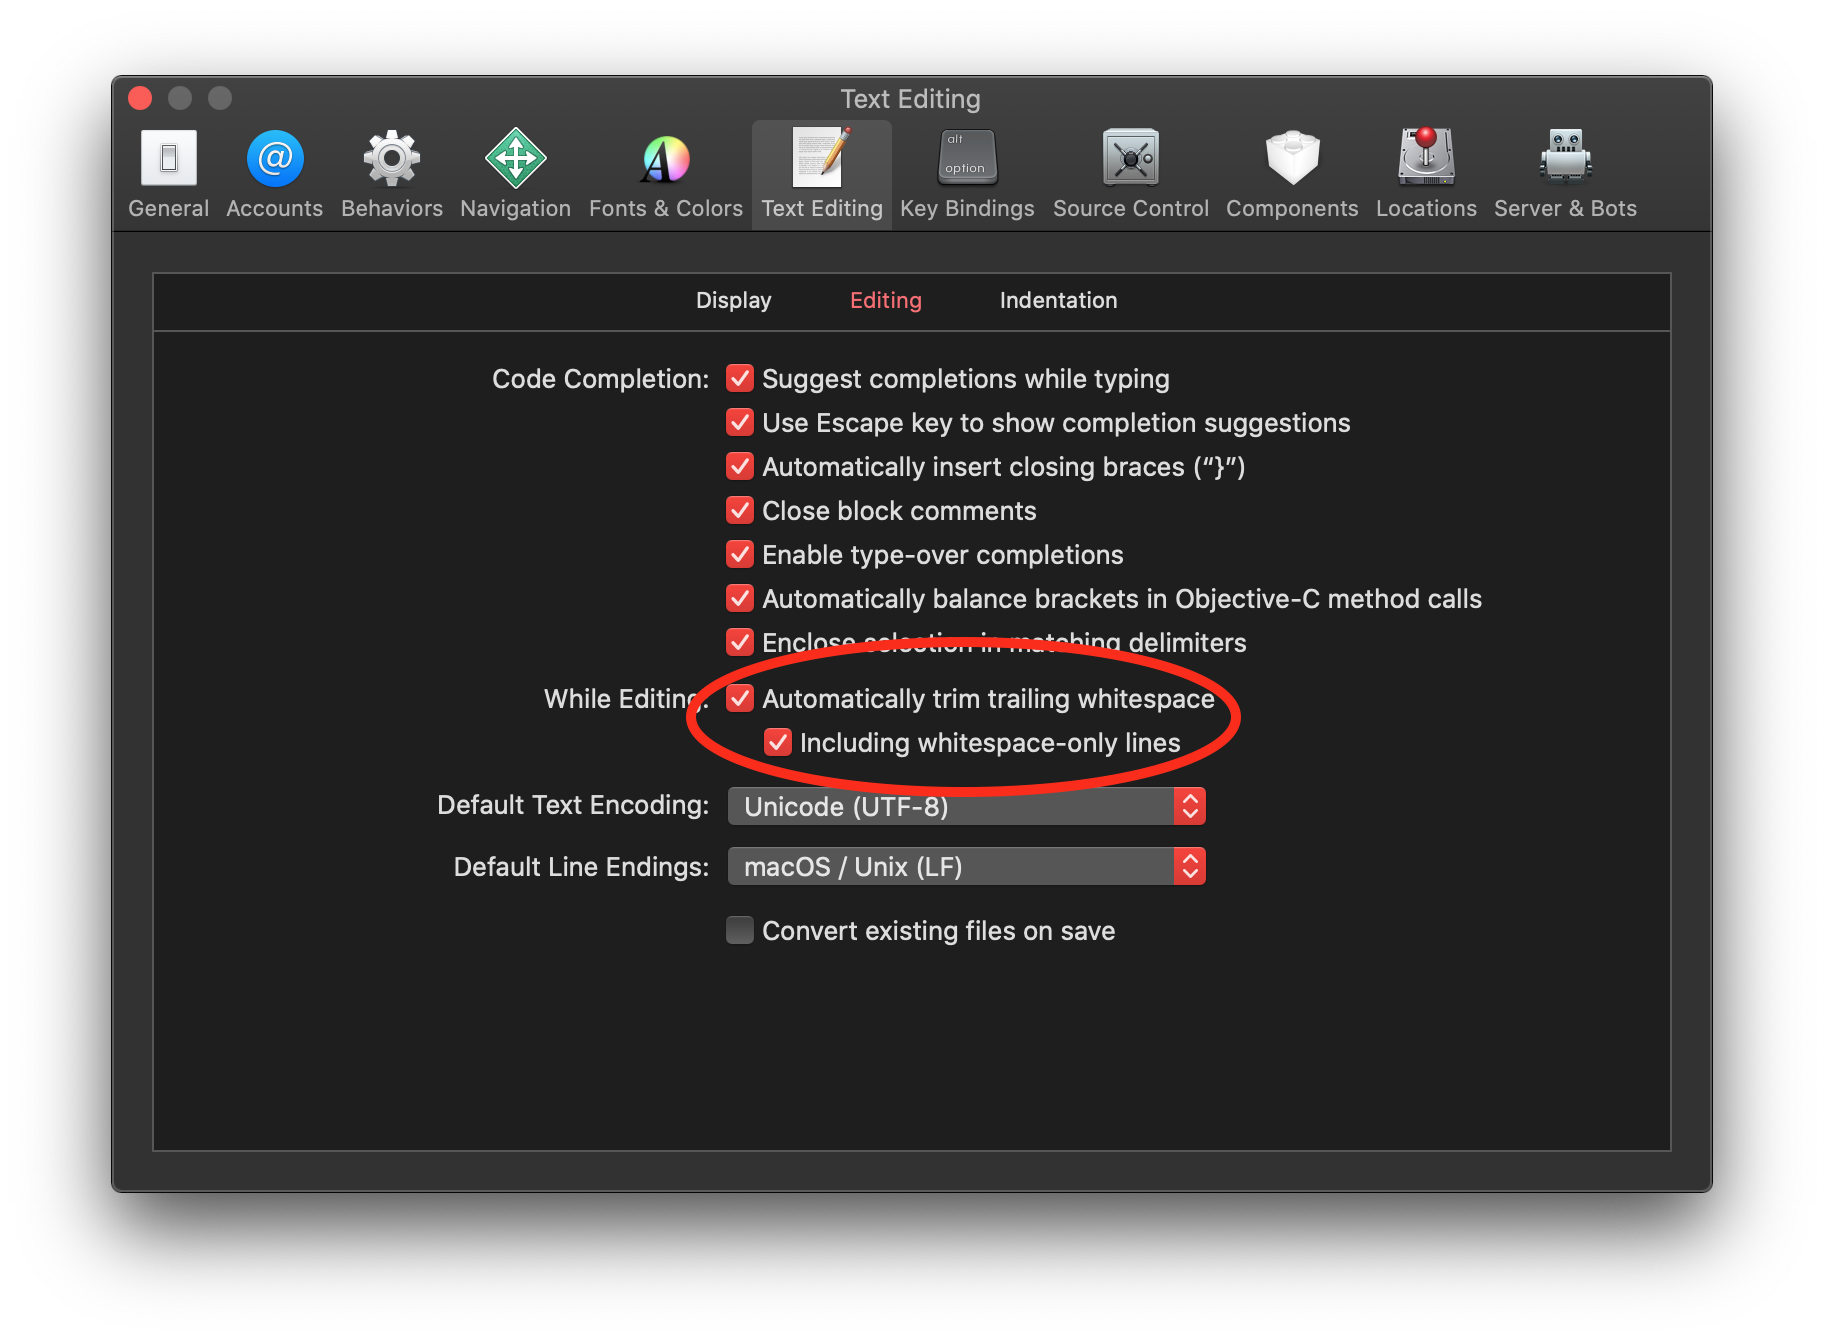 Text Editing
alt
option
General Accounts Behaviors Navigation Fonts & Colors Text Editing Key Bindings Source Control Components Locations Server & Bots
Display Editing Indentation
Code Completion: Suggest completions while typing
Use Escape key to show completion suggestions
Automatically insert closing braces (“}”)
Close block comments
Enable type-over completions
Automatically balance brackets in Objective-C method calls
Enclose selection in matching delimiters
While Editing: Automatically trim trailing whitespace
Including whitespace-only lines
Default Text Encoding: Unicode (UTF-8)
Default Line Endings: macOS / Unix (LF)
Convert existing files on save